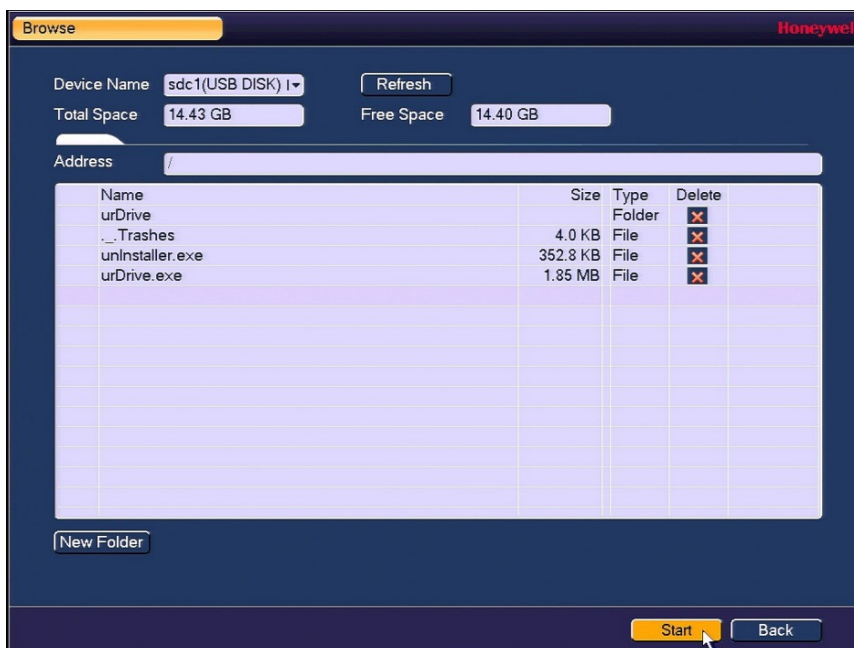 Browse
Honeywel
Device Name sdc1(USB DISK) Refresh
Total Space 14.43 GB Free Space 14.40 GB
Address /
Name Size Type Delete
urDrive Folder
._.Trashes 4.0 KB File
unInstaller.exe 352.8 KB File
urDrive.exe 1.85 MB File
New Folder
Start Back